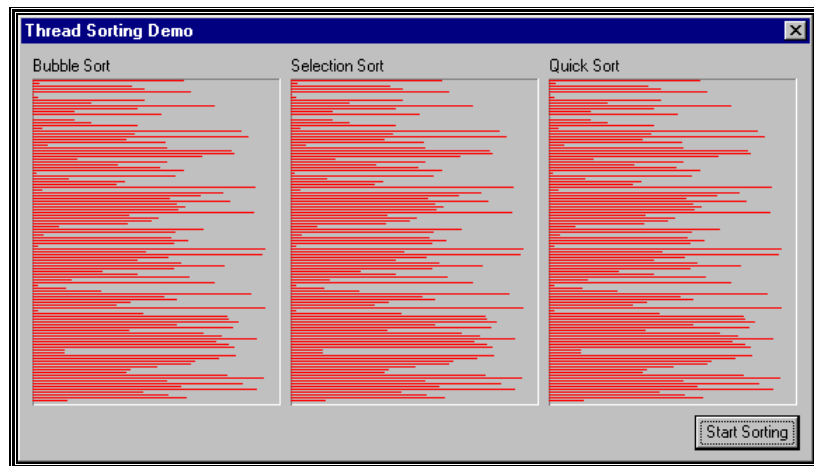 Thread Sorting Demo
Bubble Sort
Selection Sort
Quick Sort
Start Sorting